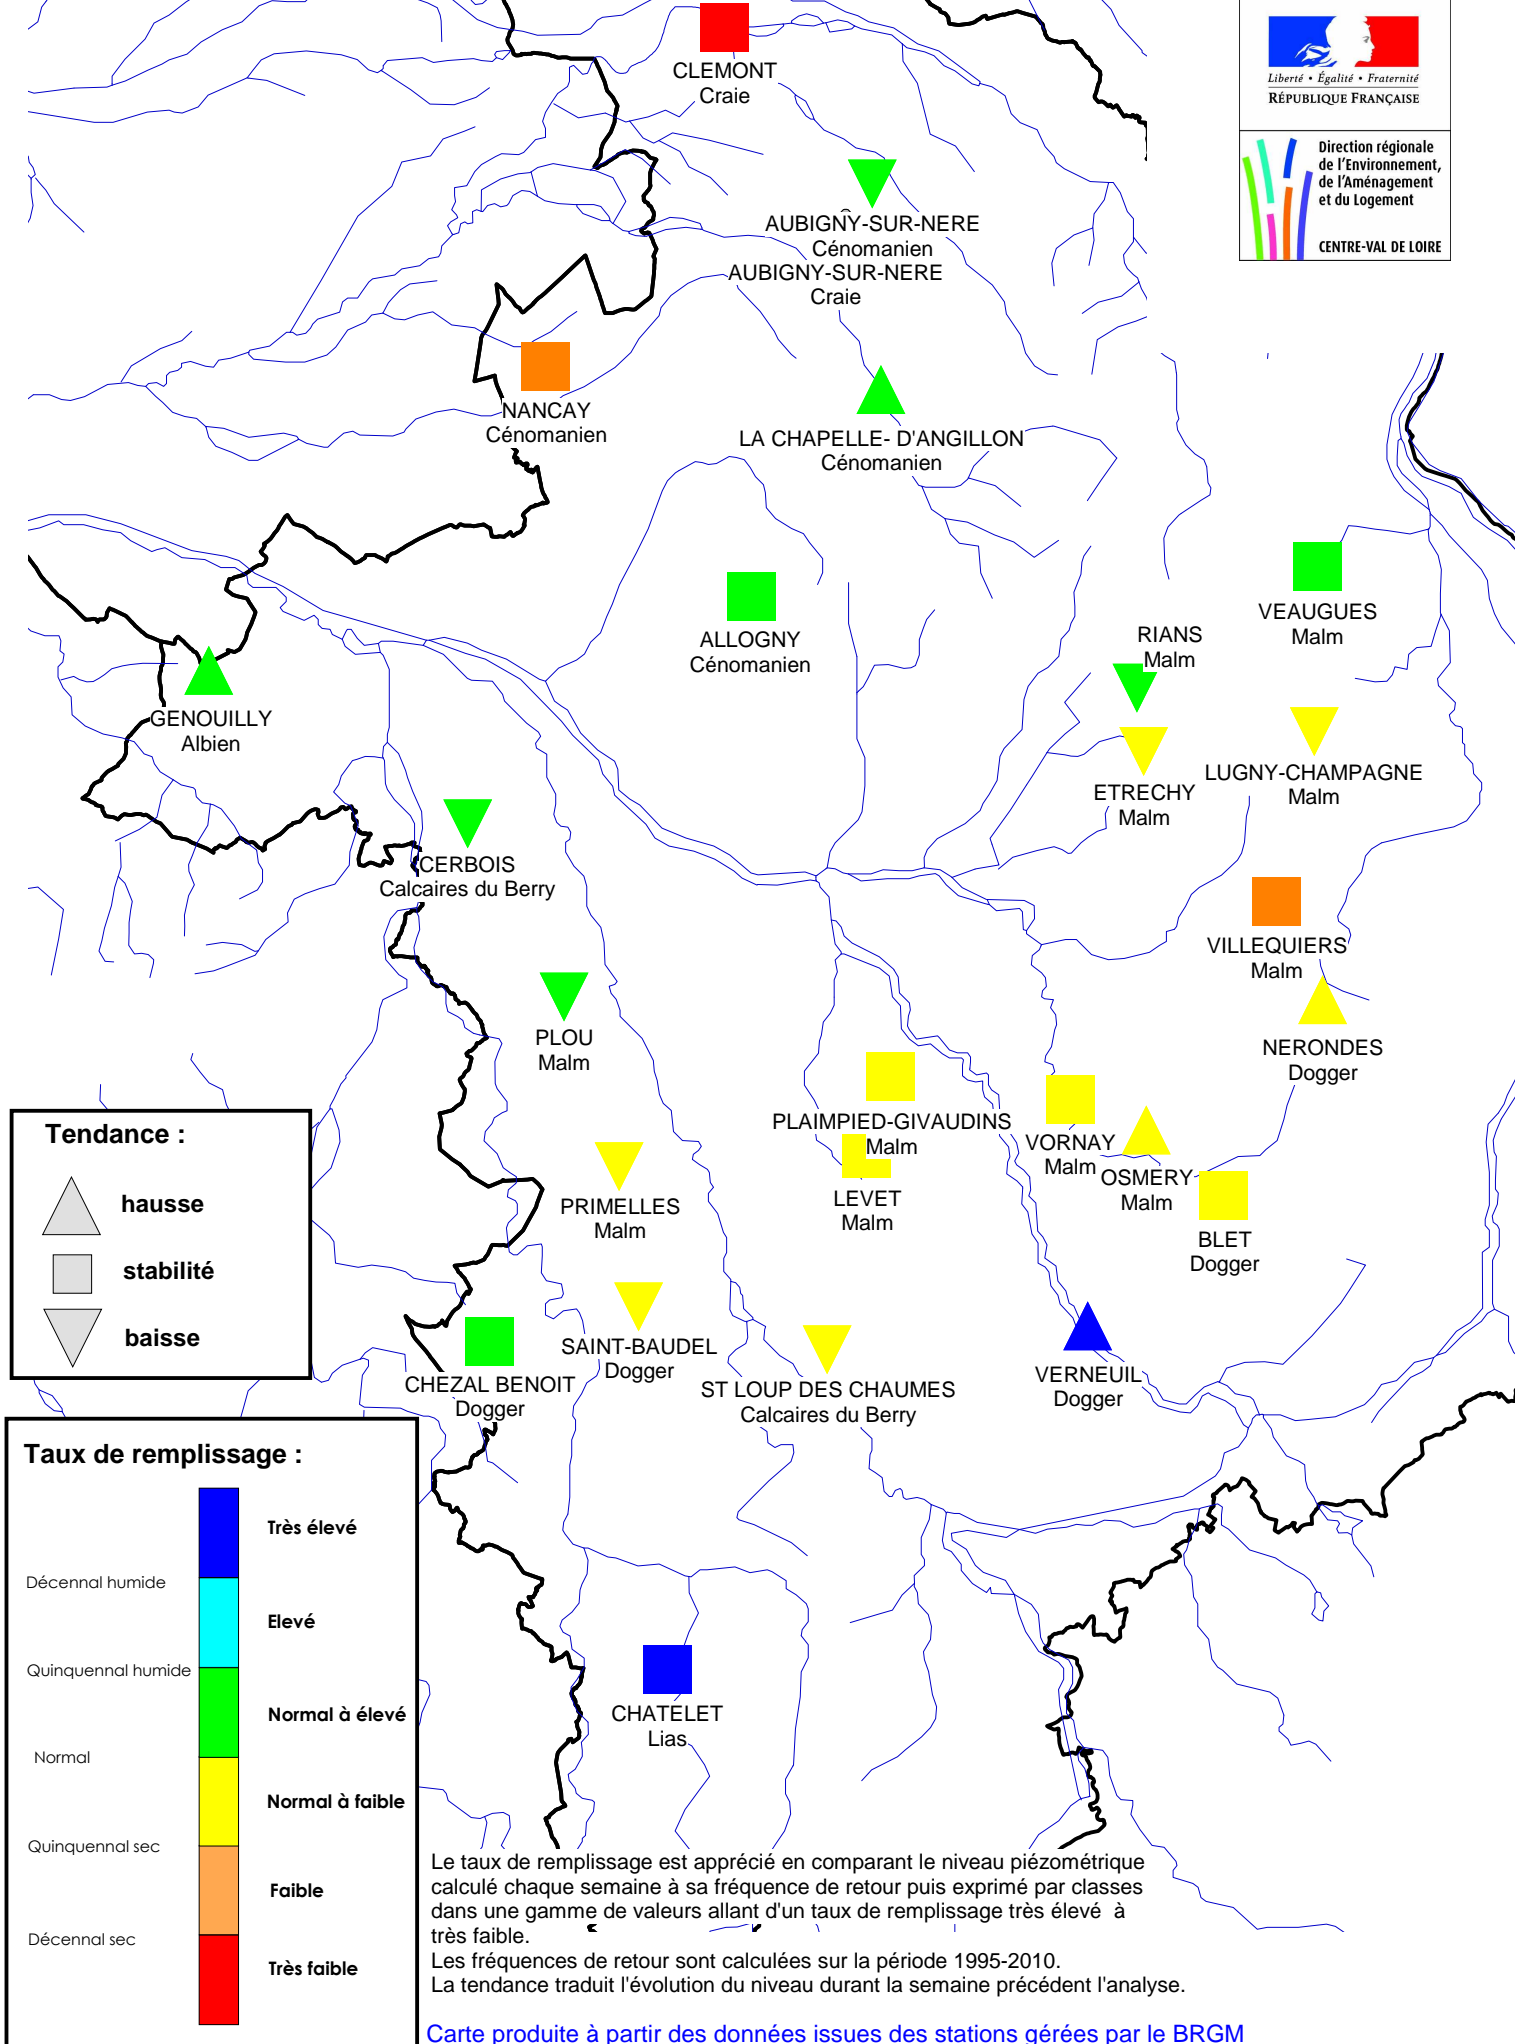 CLEMONT
Craie
Liberté • Égalité • Fraternité
RÉPUBLIQUE FRANÇAISE
Direction régionale
de l'Environnement,
de l'Aménagement
et du Logement
CENTRE-VAL DE LOIRE
AUBIGNY-SUR-NERE
Cénomanien
AUBIGNY-SUR-NERE
Craie
NANCAY
Cénomanien
LA CHAPELLE- D'ANGILLON
Cénomanien
VEAUGUES
Malm
ALLOGNY
Cénomanien
RIANS
Malm
GENOUILLY
Albien
LUGNY-CHAMPAGNE
Malm
ETRECHY
Malm
CERBOIS
Calcaires du Berry
VILLEQUIERS
Malm
PLOU
Malm
NERONDES
Dogger
PLAIMPIED-GIVAUDINS
Malm
VORNAY
Malm
OSMERY
Malm
PRIMELLES
Malm
LEVET
Malm
BLET
Dogger
SAINT-BAUDEL
Dogger
CHEZAL BENOIT
Dogger
ST LOUP DES CHAUMES
Calcaires du Berry
VERNEUIL
Dogger
CHATELET
Lias
Tendance :
hausse
stabilité
baisse
Taux de remplissage :
Très élevé
Décennal humide
Elevé
Quinquennal humide
Normal à élevé
Normal
Normal à faible
Quinquennal sec
Faible
Décennal sec
Très faible
Le taux de remplissage est apprécié en comparant le niveau piézométrique
calculé chaque semaine à sa fréquence de retour puis exprimé par classes
dans une gamme de valeurs allant d'un taux de remplissage très élevé à
très faible.
Les fréquences de retour sont calculées sur la période 1995-2010.
La tendance traduit l'évolution du niveau durant la semaine précédent l'analyse.
Carte produite à partir des données issues des stations gérées par le BRGM